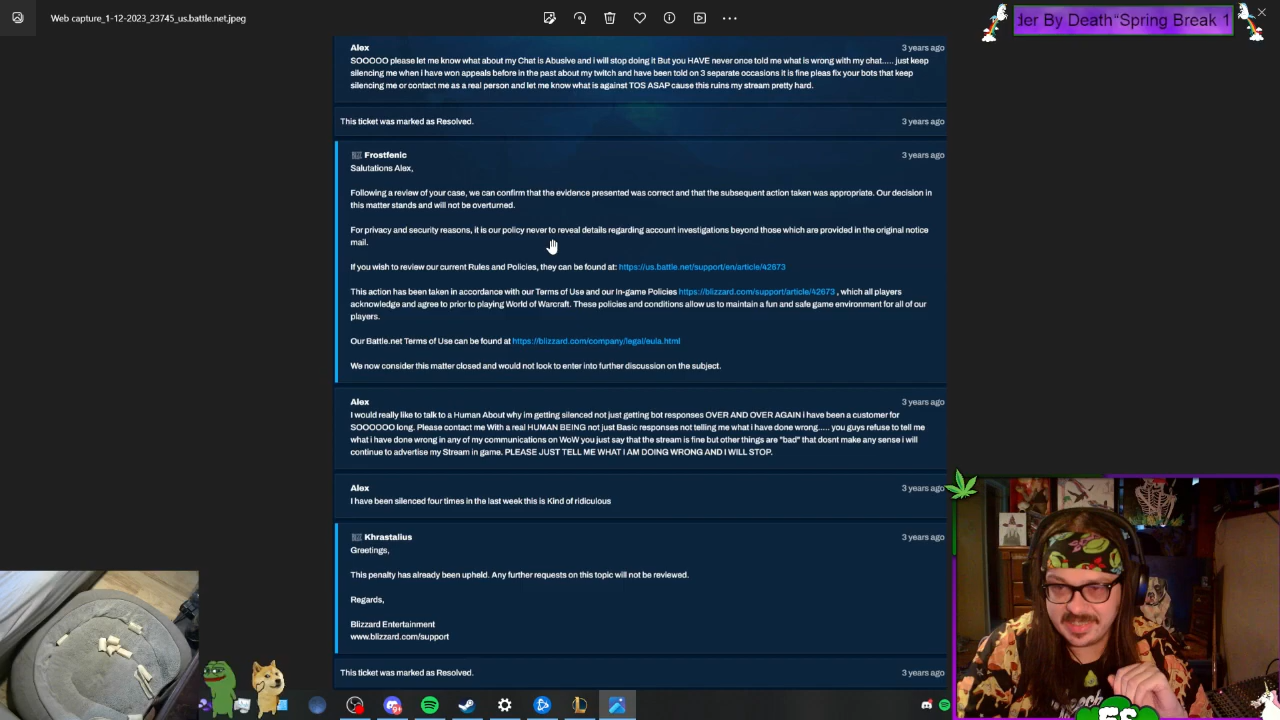 Web capture_1-12-2023_23745_us.battle.net.jpeg
der By Death"Spring Break 1
Alex
3 years ago
SOOOOO please let me know what about my Chat is Abusive and i will stop doing it But you HAVE never once told me what is wrong with my chat..... just keep
silencing me when i have won appeals before in the past about my twitch and have been told on 3 separate occasions it is fine pleas fix your bots that keep
silencing me or contact me as a real person and let me know what is against TOS ASAP cause this ruins my stream pretty hard.
This ticket was marked as Resolved.
3 years ago
Frostfenic
3 years ago
Salutations Alex,
Following a review of your case, we can confirm that the evidence presented was correct and that the subsequent action taken was appropriate. Our decision in
this matter stands and will not be overturned.
For privacy and security reasons, it is our policy never to reveal details regarding account investigations beyond those which are provided in the original notice
mail.
If you wish to review our current Rules and Policies, they can be found at: https://us.battle.net/support/en/article/42673
This action has been taken in accordance with our Terms of Use and our In-game Policies https://blizzard.com/support/article/42673 , which all players
acknowledge and agree to prior to playing World of Warcraft. These policies and conditions allow us to maintain a fun and safe game environment for all of our
players.
Our Battle.net Terms of Use can be found at https://blizzard.com/company/legal/eula.html
We now consider this matter closed and would not look to enter into further discussion on the subject.
Alex
3 years ago
I would really like to talk to a Human About why im getting silenced not just getting bot responses OVER AND OVER AGAIN i have been a customer for
SOOOOOO long. Please contact me With a real HUMAN BEING not just Basic responses not telling me what i have done wrong..... you guys refuse to tell me
what i have done wrong in any of my communications on WoW you just say that the stream is fine but other things are "bad" that dosnt make any sense i will
continue to advertise my Stream in game. PLEASE JUST TELL ME WHAT I AM DOING WRONG AND I WILL STOP.
Alex
3 years ago
I have been silenced four times in the last week this is Kind of ridiculous
Khrastalius
3 years ago
Greetings,
This penalty has already been upheld. Any further requests on this topic will not be reviewed.
Regards,
Blizzard Entertainment
www.blizzard.com/support
This ticket was marked as Resolved.
3 years ago